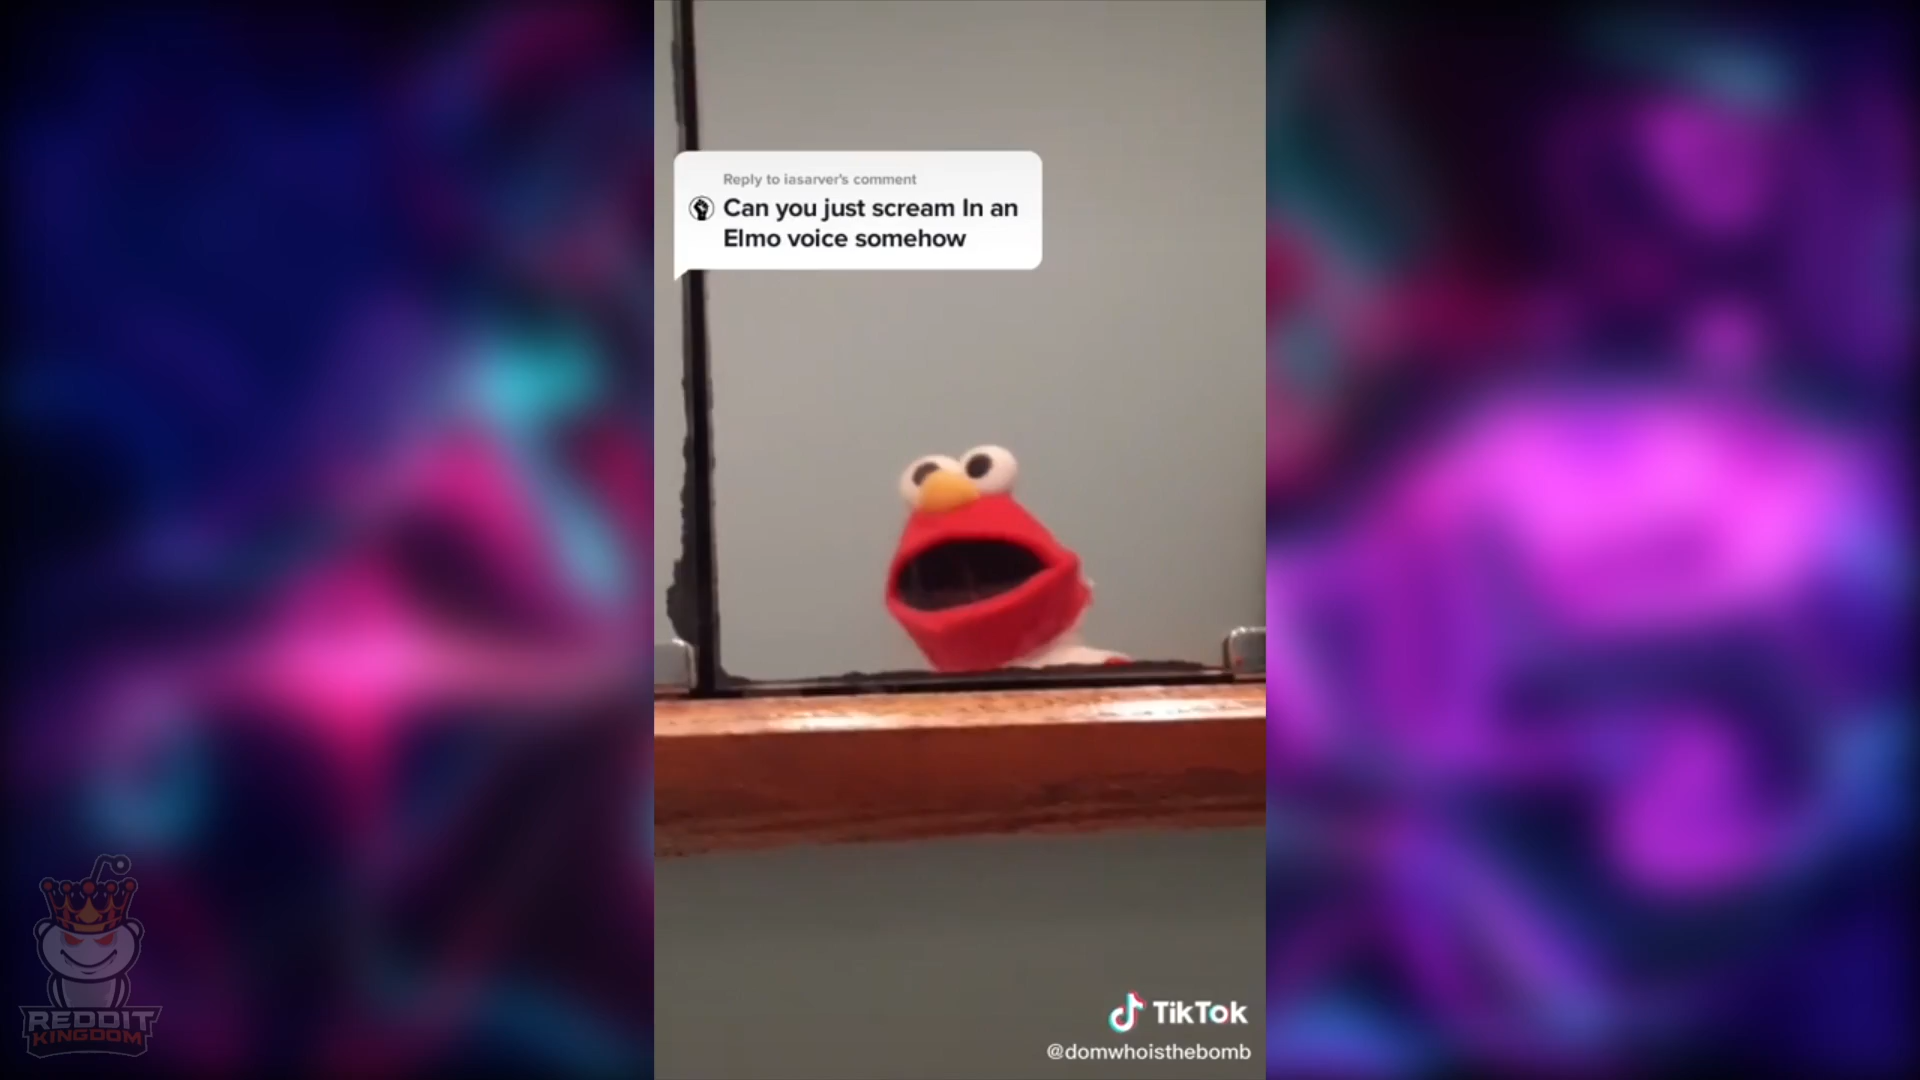 Reply to iasarver's comment
Can you just scream In an
Elmo voice somehow
TikTok
@domwhoisthebomb
REDDIT
KINGDOM